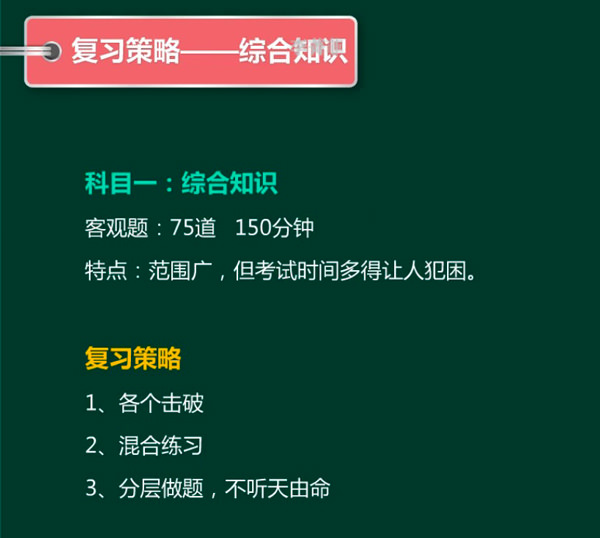 复习策略——综合知识
科目一：综合知识
客观题：75道 150分钟
特点：范围广，但考试时间多得让人犯困。
复习策略
1、各个击破
2、混合练习
3、分层做题，不听天由命